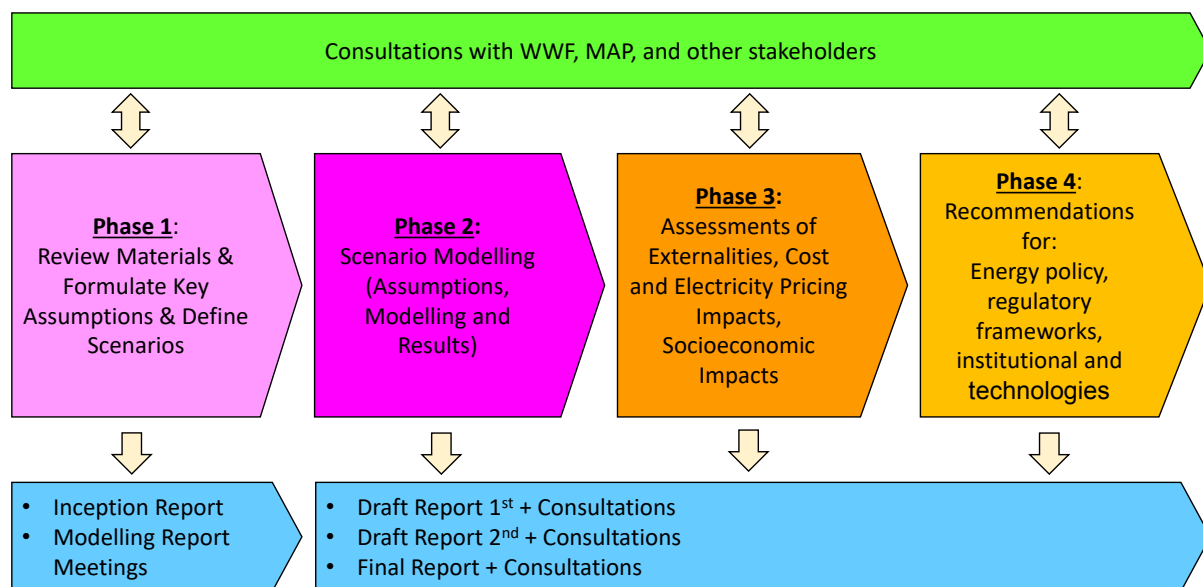 Consultations with WWF, MAP, and other stakeholders
Phase 1:
Review Materials &
Formulate Key
Assumptions & Define
Scenarios
Phase 2:
Scenario Modelling
(Assumptions,
Modelling and
Results)
Phase 3:
Assessments of
Externalities, Cost
and Electricity Pricing
Impacts,
Socioeconomic
Impacts
Phase 4:
Recommendations
for:
Energy policy,
regulatory
frameworks,
institutional and
technologies
• Inception Report
• Modelling Report
Meetings
• Draft Report 1st + Consultations
• Draft Report 2nd + Consultations
• Final Report + Consultations